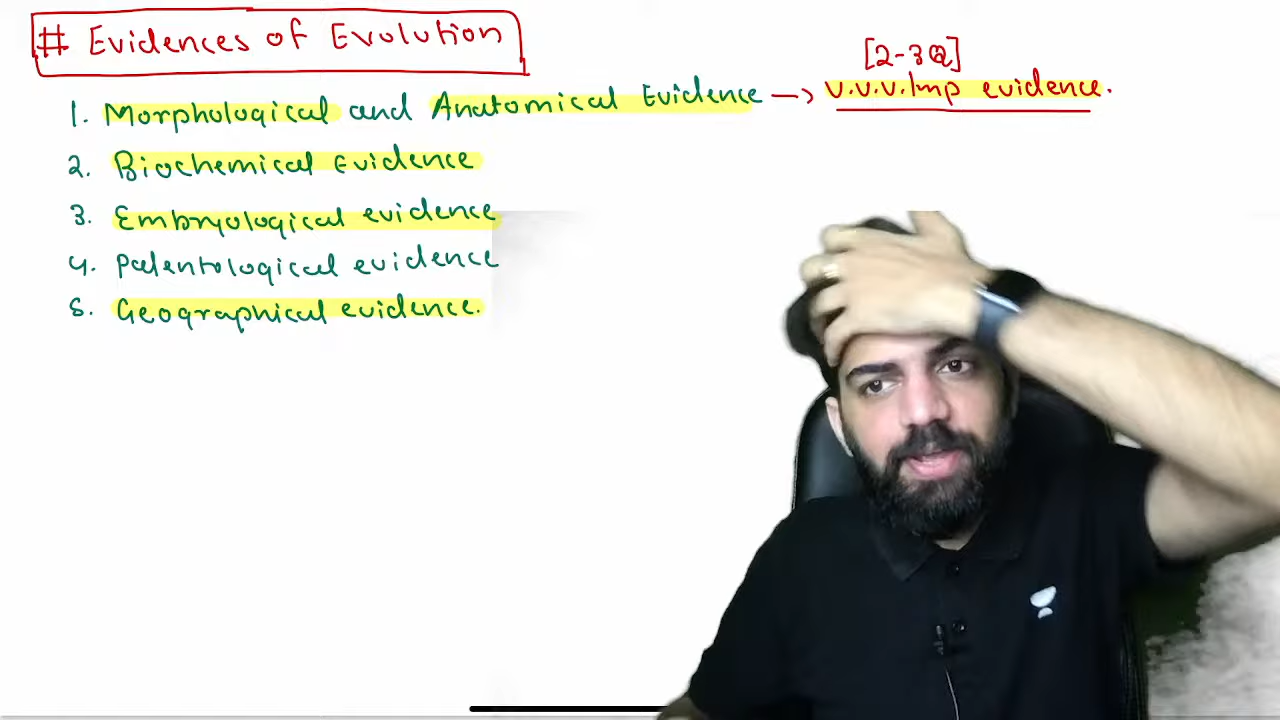 # Evidences of Evolution
[2-3Q]
1. Morphological and Anatomical Evidence → v.v.v.Imp evidence.
2. Biochemical Evidence
3. Embryological evidence
4. Palentological evidence
5. Geographical evidence.